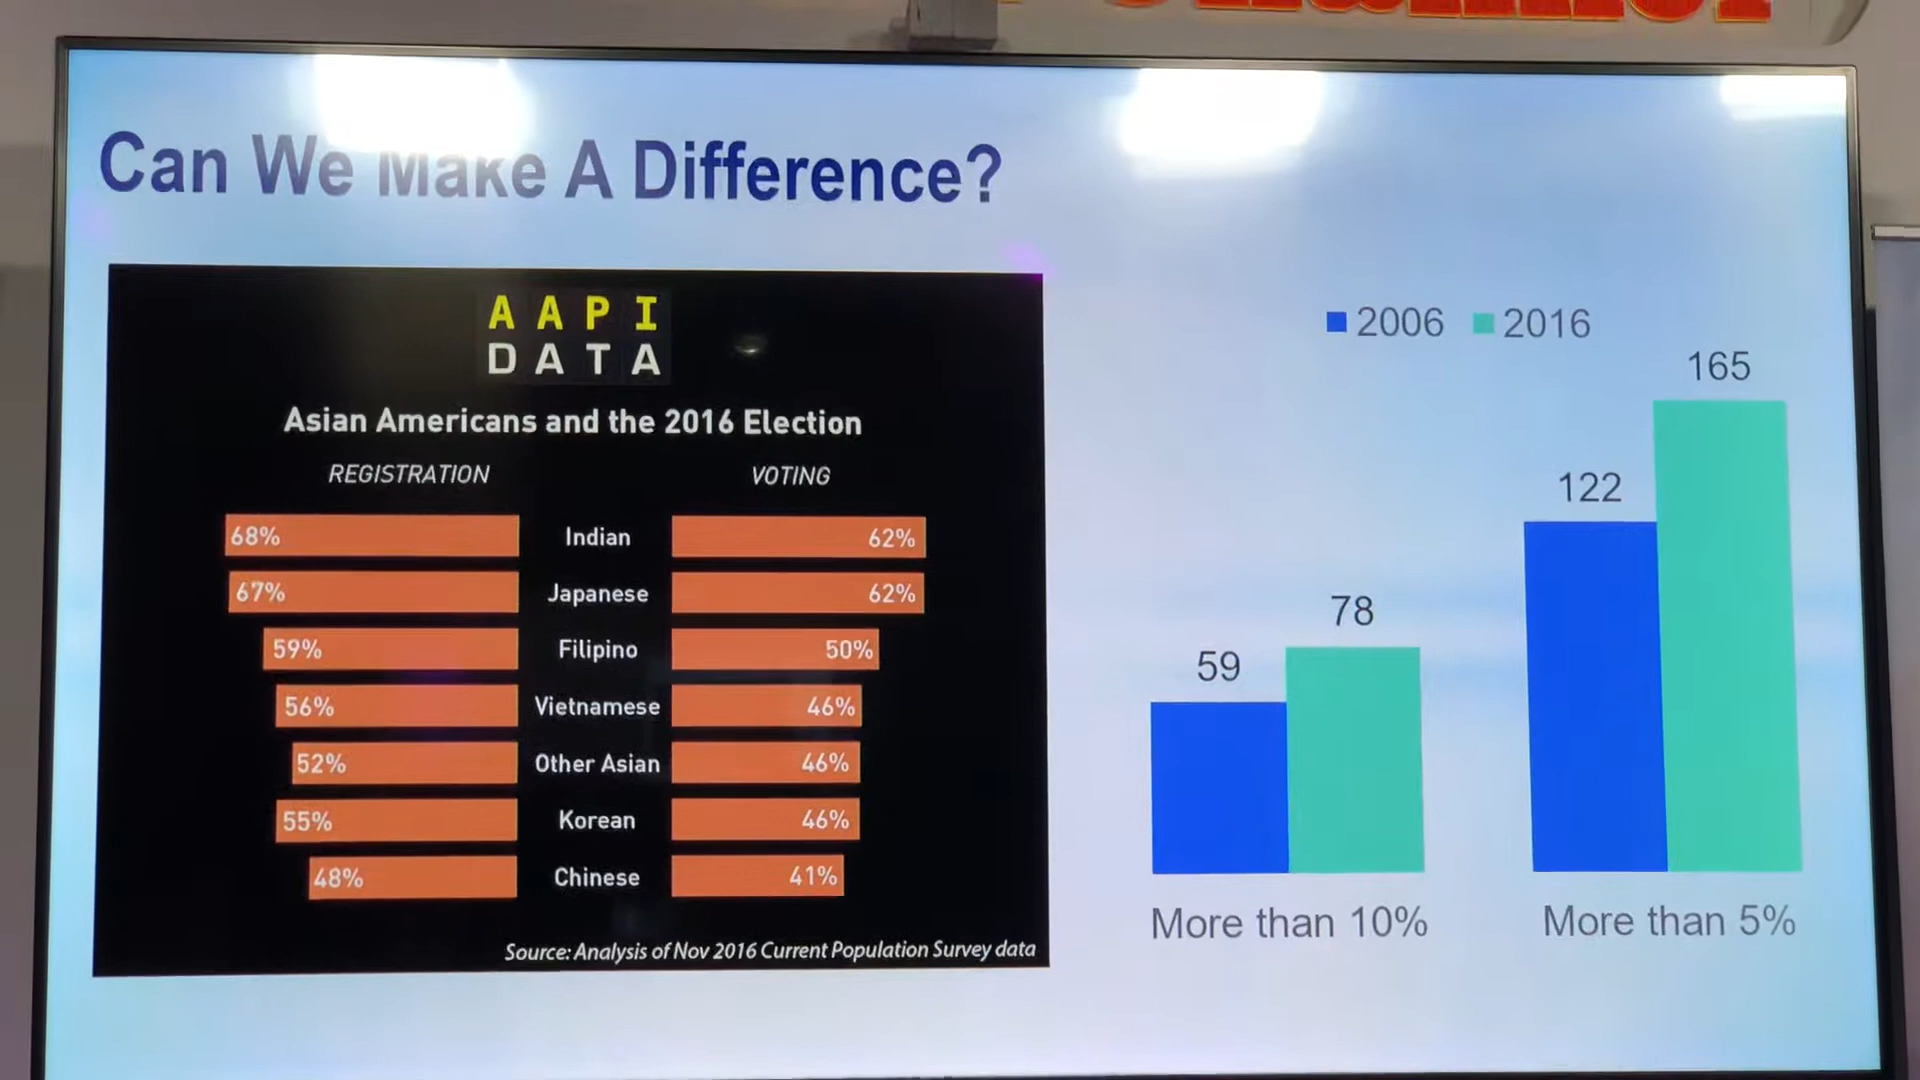 Can We Make A Difference?
AAPI
DATA
Asian Americans and the 2016 Election
REGISTRATION VOTING
68% Indian 62%
67% Japanese 62%
59% Filipino 50%
56% Vietnamese 46%
52% Other Asian 46%
55% Korean 46%
48% Chinese 41%
Source: Analysis of Nov 2016 Current Population Survey data
2006 2016
59
78
122
165
More than 10% More than 5%